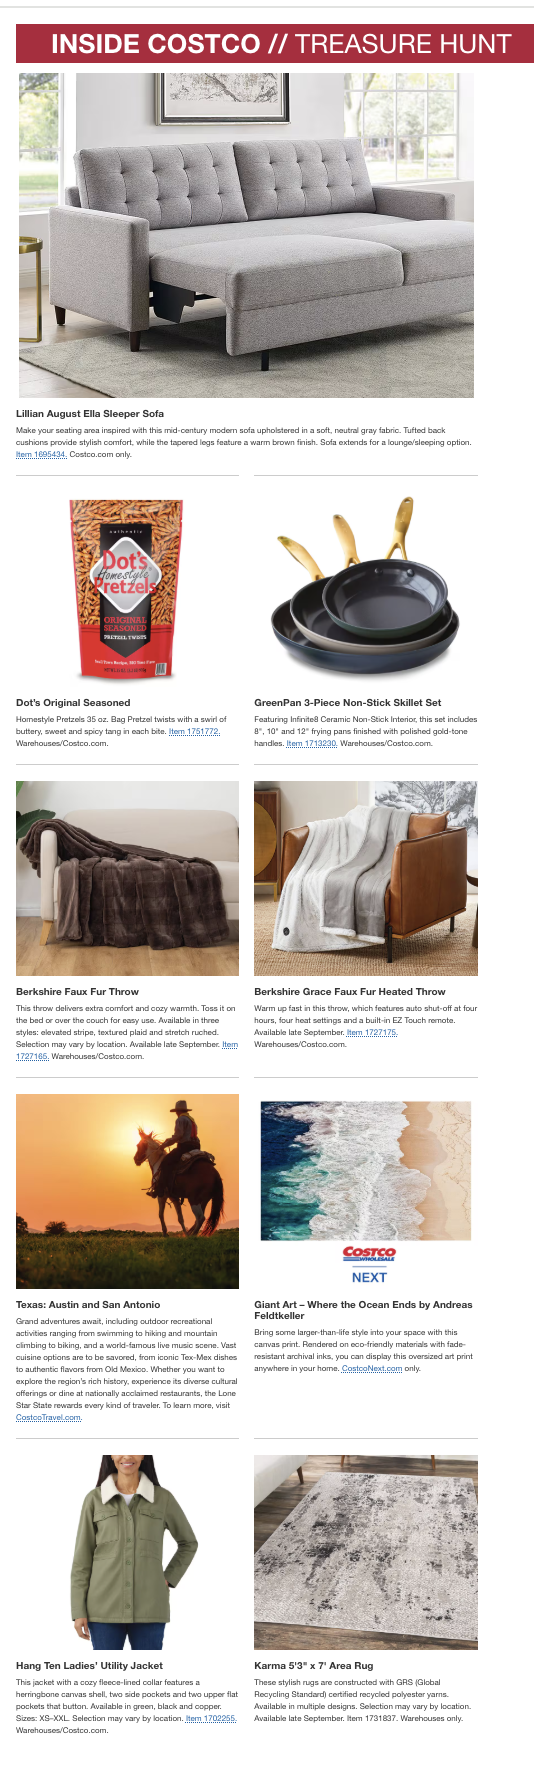 INSIDE COSTCO // TREASURE HUNT
Lillian August Ella Sleeper Sofa
Make your seating area inspired with this mid-century modern sofa upholstered in a soft, neutral gray fabric. Tufted back
cushions provide stylish comfort, while the tapered legs feature a warm brown finish. Sofa extends for a lounge/sleeping option.
Item 1695434. Costco.com only.
authentic
Dot's
Homestyle
Pretzels
ORIGINAL
SEASONED
PRETZEL TWISTS
Dot's Original Seasoned
Homestyle Pretzels 35 oz. Bag Pretzel twists with a swirl of
buttery, sweet and spicy tang in each bite. Item 1751772.
Warehouses/Costco.com.
GreenPan 3-Piece Non-Stick Skillet Set
Featuring Infinite8 Ceramic Non-Stick Interior, this set includes
8", 10" and 12" frying pans finished with polished gold-tone
handles. Item 1713230. Warehouses/Costco.com.
Berkshire Faux Fur Throw
This throw delivers extra comfort and cozy warmth. Toss it on
the bed or over the couch for easy use. Available in three
styles: elevated stripe, textured plaid and stretch ruched.
Selection may vary by location. Available late September. Item
1727165. Warehouses/Costco.com.
Berkshire Grace Faux Fur Heated Throw
Warm up fast in this throw, which features auto shut-off at four
hours, four heat settings and a built-in EZ Touch remote.
Available late September. Item 1727175.
Warehouses/Costco.com.
Texas: Austin and San Antonio
Grand adventures await, including outdoor recreational
activities ranging from swimming to hiking and mountain
climbing to biking, and a world-famous live music scene. Vast
cuisine options are to be savored, from iconic Tex-Mex dishes
to authentic flavors from Old Mexico. Whether you want to
explore the region's rich history, experience its diverse cultural
offerings or dine at nationally acclaimed restaurants, the Lone
Star State rewards every kind of traveler. To learn more, visit
CostcoTravel.com.
COSTCO
WHOLESALE
NEXT
Giant Art – Where the Ocean Ends by Andreas
Feldtkeller
Bring some larger-than-life style into your space with this
canvas print. Rendered on eco-friendly materials with fade-
resistant archival inks, you can display this oversized art print
anywhere in your home. CostcoNext.com only.
Hang Ten Ladies' Utility Jacket
This jacket with a cozy fleece-lined collar features a
herringbone canvas shell, two side pockets and two upper flat
pockets that button. Available in green, black and copper.
Sizes: XS–XXL. Selection may vary by location. Item 1702255.
Warehouses/Costco.com.
Karma 5'3" x 7' Area Rug
These stylish rugs are constructed with GRS (Global
Recycling Standard) certified recycled polyester yarns.
Available in multiple designs. Selection may vary by location.
Available late September. Item 1731837. Warehouses only.